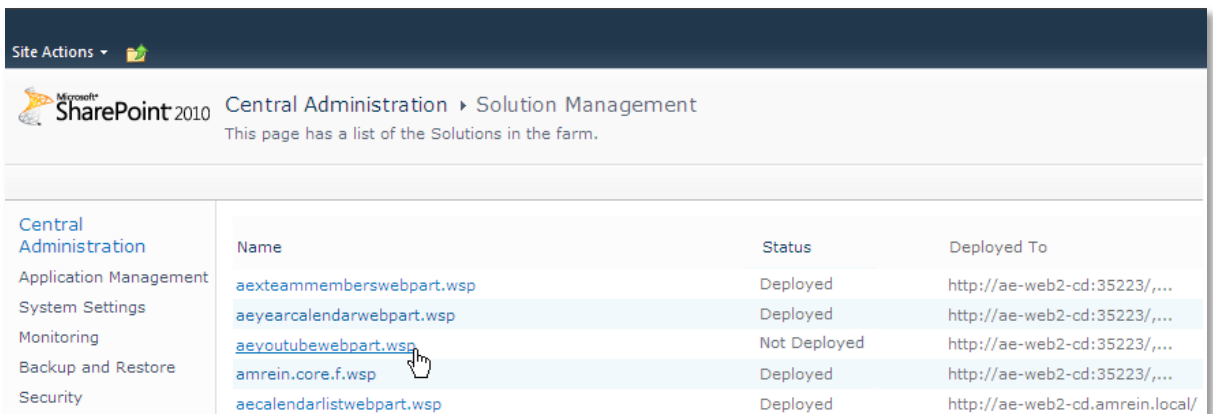 Site Actions
Microsoft®
SharePoint 2010
Central Administration ▸ Solution Management
This page has a list of the Solutions in the farm.
Central
Administration
Application Management
System Settings
Monitoring
Backup and Restore
Security
Name Status Deployed To
aexteammemberswebpart.wsp Deployed http://ae-web2-cd:35223/,...
aeyearcalendarwebpart.wsp Deployed http://ae-web2-cd:35223/,...
aeyoutubewebpart.wsp Not Deployed http://ae-web2-cd:35223/,...
amrein.core.f.wsp Deployed http://ae-web2-cd:35223/,...
aecalendarlistwebpart.wsp Deployed http://ae-web2-cd.amrein.local/